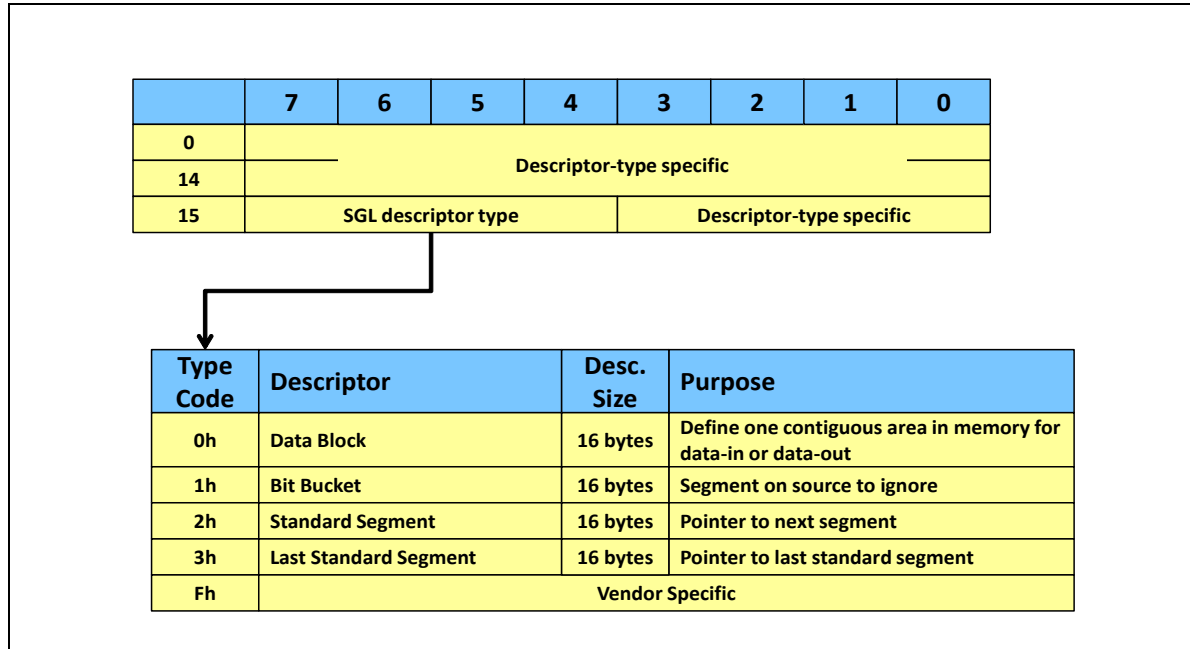 7 6 5 4 3 2 1 0
0
Descriptor-type specific
14
15 SGL descriptor type Descriptor-type specific
Type Code Descriptor Desc. Size Purpose
0h Data Block 16 bytes Define one contiguous area in memory for
data-in or data-out
1h Bit Bucket 16 bytes Segment on source to ignore
2h Standard Segment 16 bytes Pointer to next segment
3h Last Standard Segment 16 bytes Pointer to last standard segment
Fh Vendor Specific